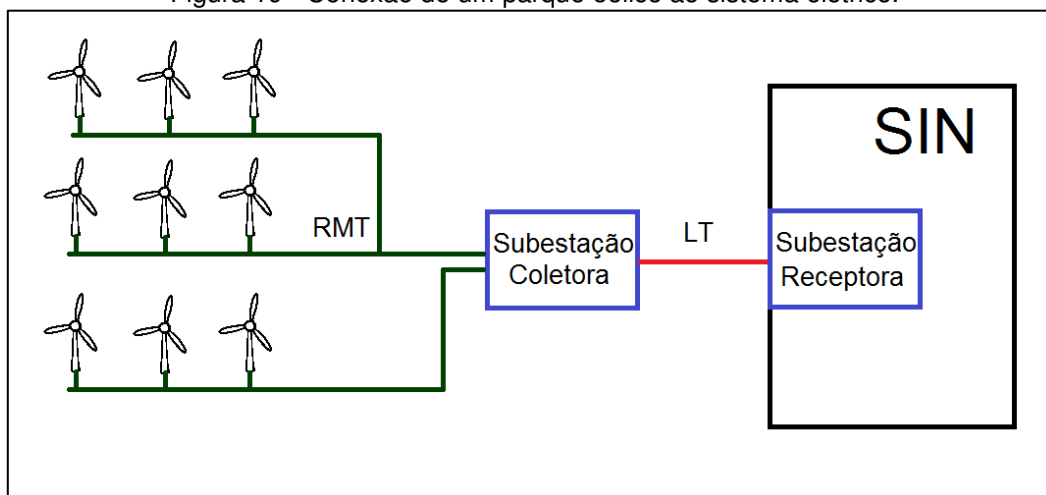 Figura 10 - Conexão de um parque eólico ao sistema elétrico.
SIN
RMT
LT
Subestação
Coletora
Subestação
Receptora